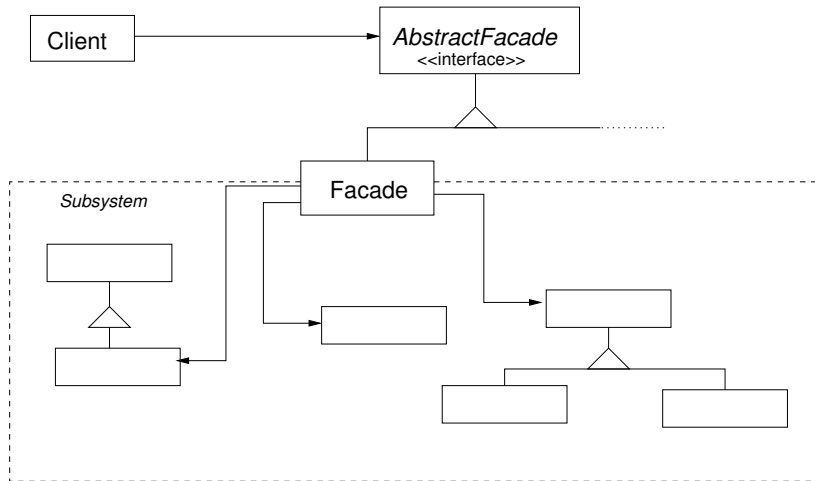 Client
AbstractFacade
<<interface>>
Facade
Subsystem